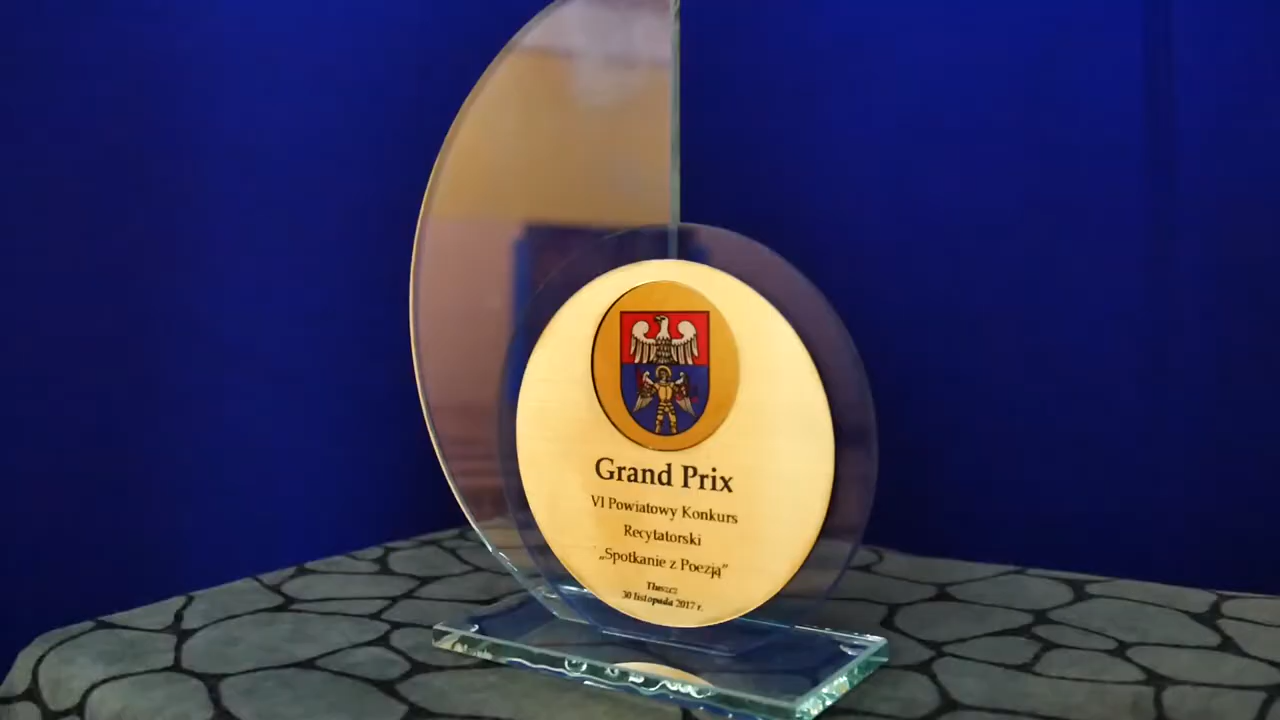 Grand Prix
VI Powiatowy Konkurs
Recytatorski
„Spotkanie z Poezją”
Tłuszcz
30 listopada 2017 r.